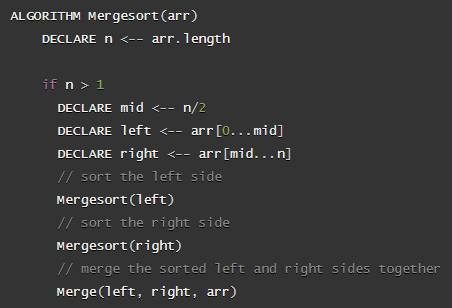 ALGORITHM Mergesort(arr)
DECLARE n <-- arr.length
if n > 1
DECLARE mid <-- n/2
DECLARE left <-- arr[0...mid]
DECLARE right <-- arr[mid...n]
// sort the left side
Mergesort(left)
// sort the right side
Mergesort(right)
// merge the sorted left and right sides together
Merge(left, right, arr)